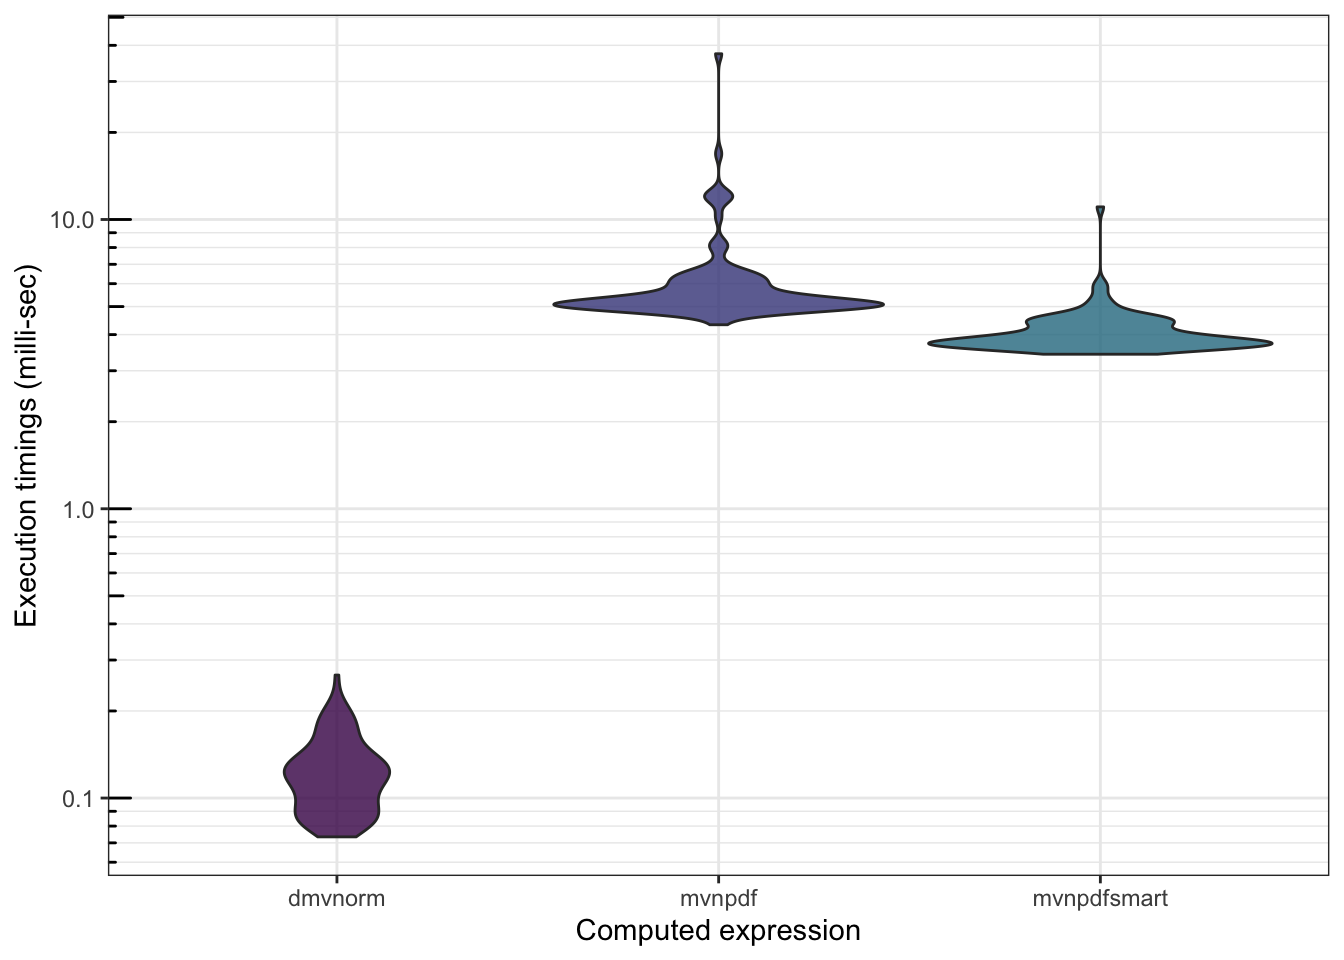 Execution timings (milli-sec)
10.0
1.0
0.1
dmvnorm
mvnpdf
mvnpdfsmart
Computed expression